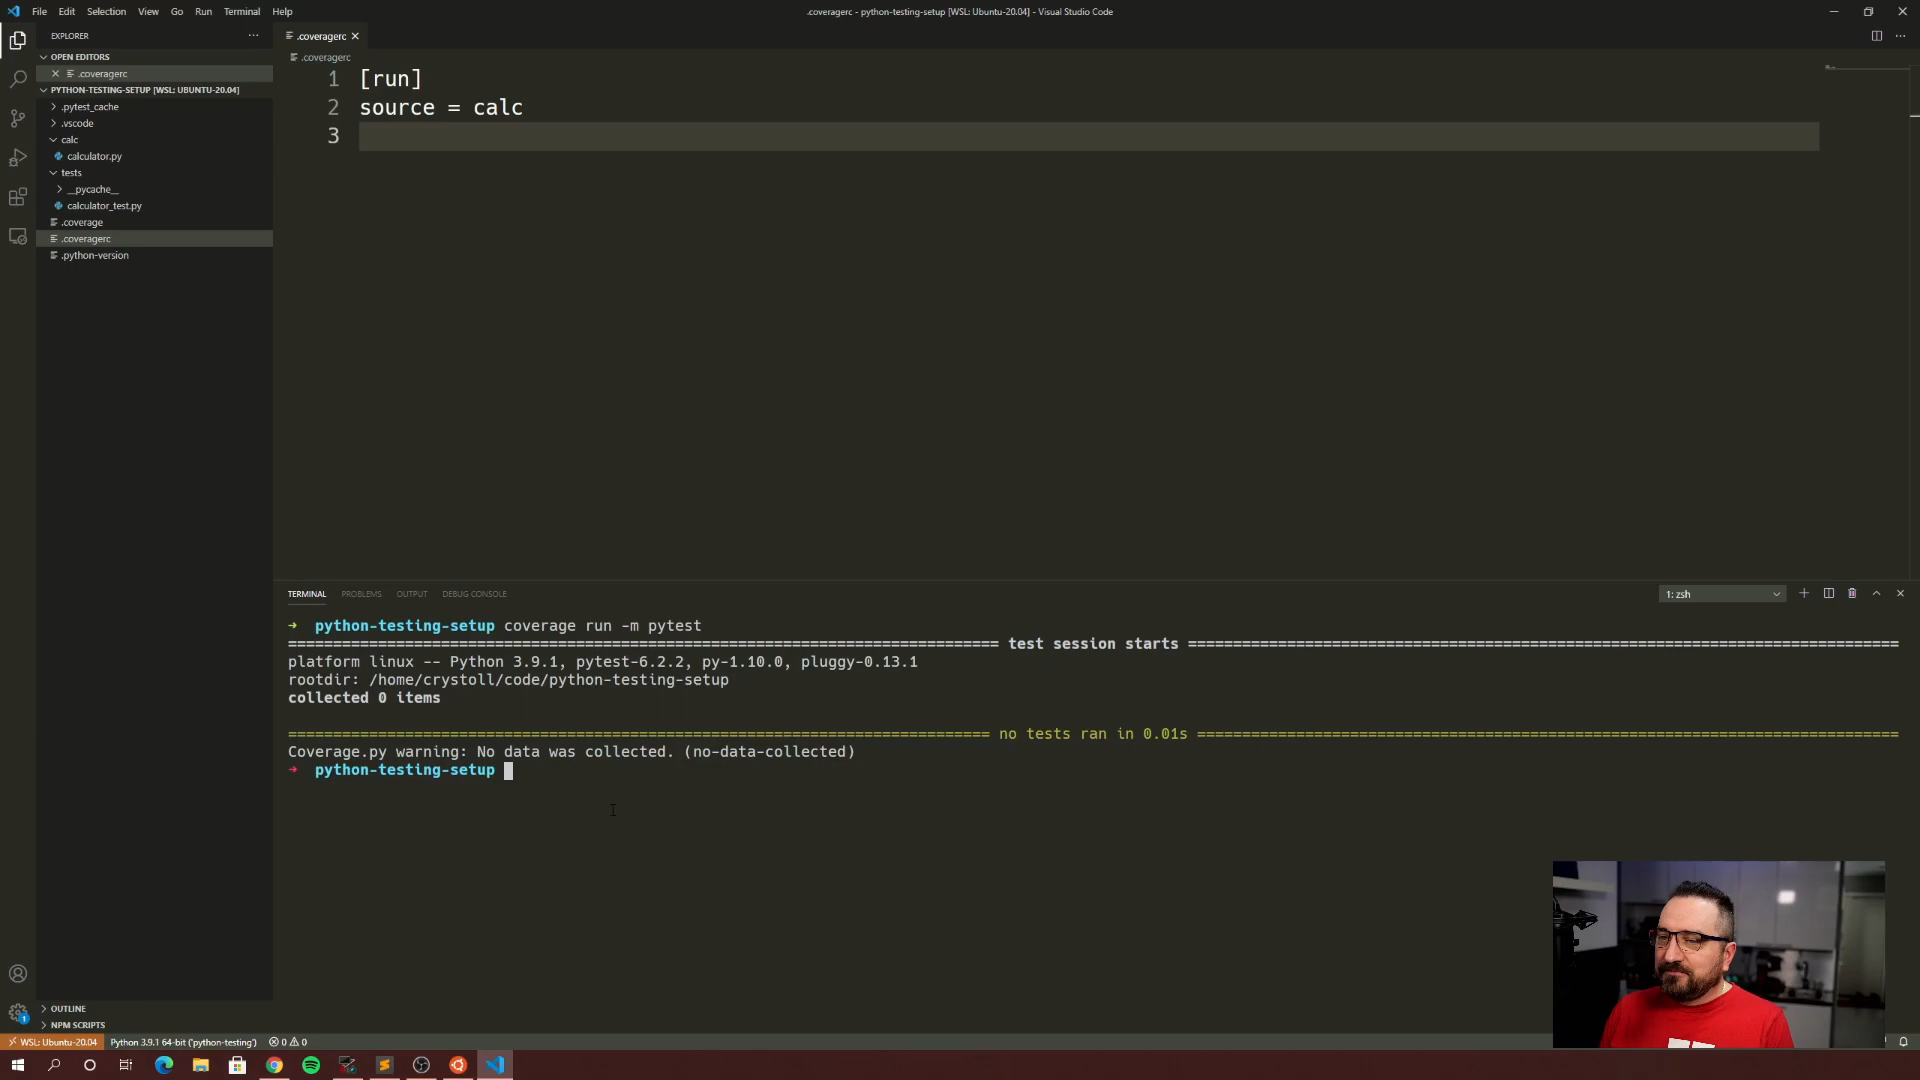 File Edit Selection View Go Run Terminal Help
.coveragerc - python-testing-setup [WSL: Ubuntu-20.04] - Visual Studio Code
EXPLORER
OPEN EDITORS
.coveragerc
PYTHON-TESTING-SETUP [WSL: UBUNTU-20.04]
.pytest_cache
.vscode
calc
calculator.py
tests
__pycache__
calculator_test.py
.coverage
.coveragerc
.python-version
OUTLINE
NPM SCRIPTS
.coveragerc
.coveragerc
1 [run]
2 source = calc
3
TERMINAL PROBLEMS OUTPUT DEBUG CONSOLE
1: zsh
→ python-testing-setup coverage run -m pytest
test session starts
platform linux -- Python 3.9.1, pytest-6.2.2, py-1.10.0, pluggy-0.13.1
rootdir: /home/crystoll/code/python-testing-setup
collected 0 items
no tests ran in 0.01s
Coverage.py warning: No data was collected. (no-data-collected)
→ python-testing-setup
1
WSL: Ubuntu-20.04 Python 3.9.1 64-bit ('python-testing') 0 0